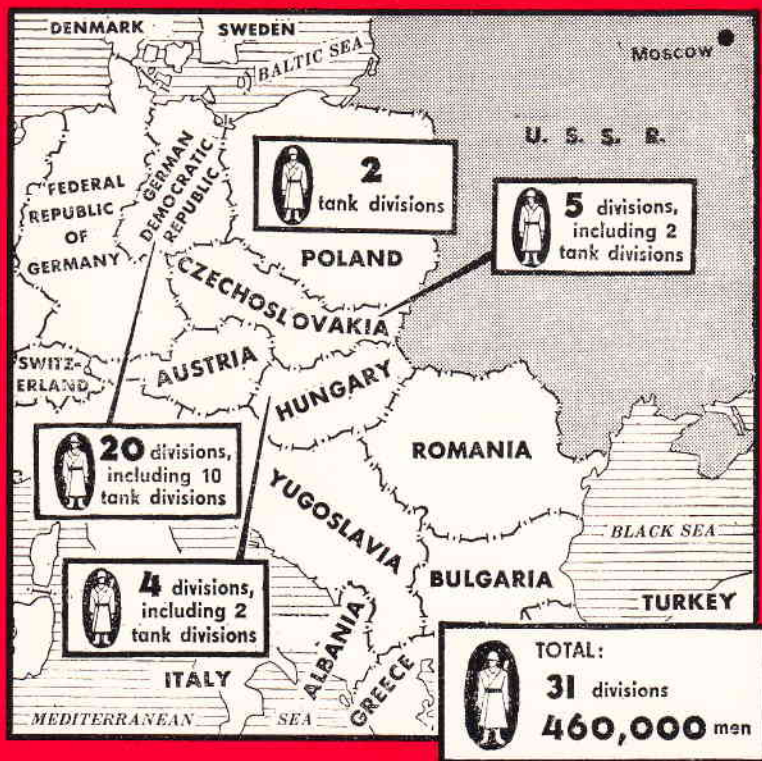 DENMARK
SWEDEN
BALTIC SEA
Moscow
U. S. S. R.
FEDERAL
REPUBLIC
OF
GERMANY
GERMAN
DEMOCRATIC
REPUBLIC
2
tank divisions
POLAND
5 divisions,
including 2
tank divisions
CZECHOSLOVAKIA
SWITZ-
ERLAND
AUSTRIA
HUNGARY
ROMANIA
20 divisions,
including 10
tank divisions
YUGOSLAVIA
BLACK SEA
4 divisions,
including 2
tank divisions
BULGARIA
TURKEY
ALBANIA
ITALY
GREECE
MEDITERRANEAN SEA
TOTAL:
31 divisions
460,000 men